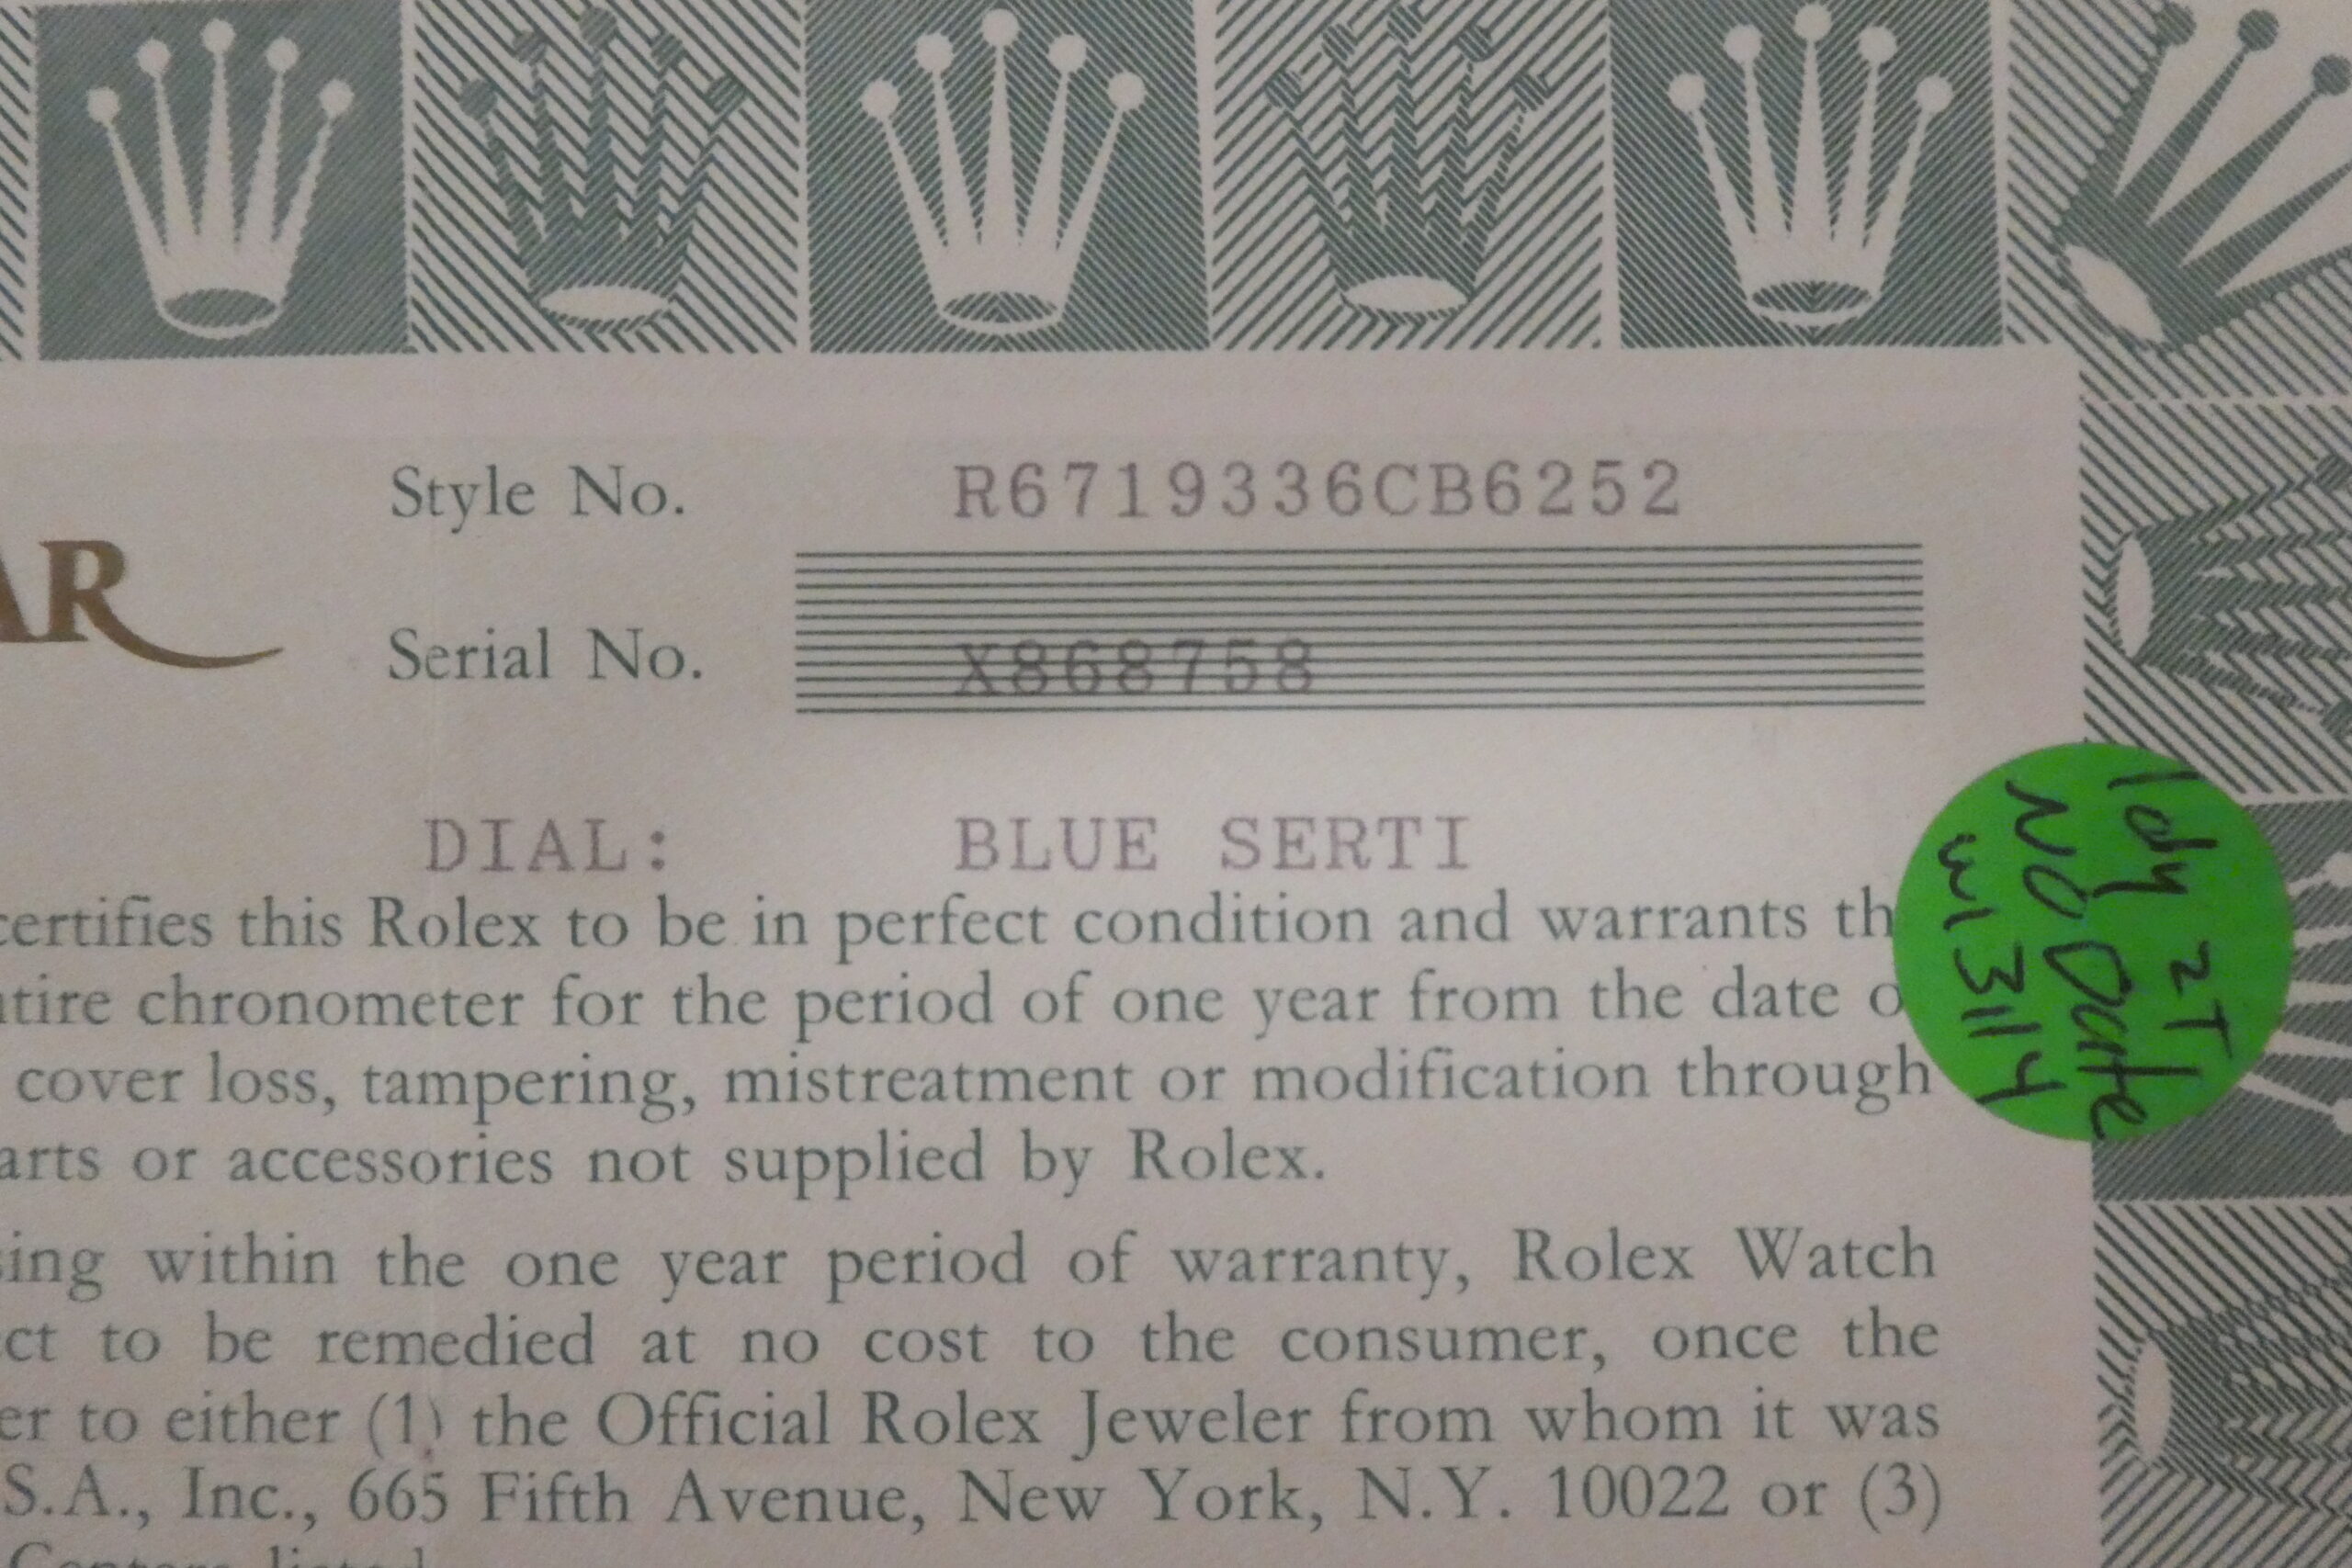 Style No. R6719336CB6252
AR
Serial No. X868758
DIAL: BLUE SERTI
certifies this Rolex to be in perfect condition and warrants th
ntire chronometer for the period of one year from the date o
cover loss, tampering, mistreatment or modification through
arts or accessories not supplied by Rolex.
sing within the one year period of warranty, Rolex Watch
ct to be remedied at no cost to the consumer, once the
er to either (1) the Official Rolex Jeweler from whom it was
S.A., Inc., 665 Fifth Avenue, New York, N.Y. 10022 or (3)
Centers listed
lady 2T
NO Date